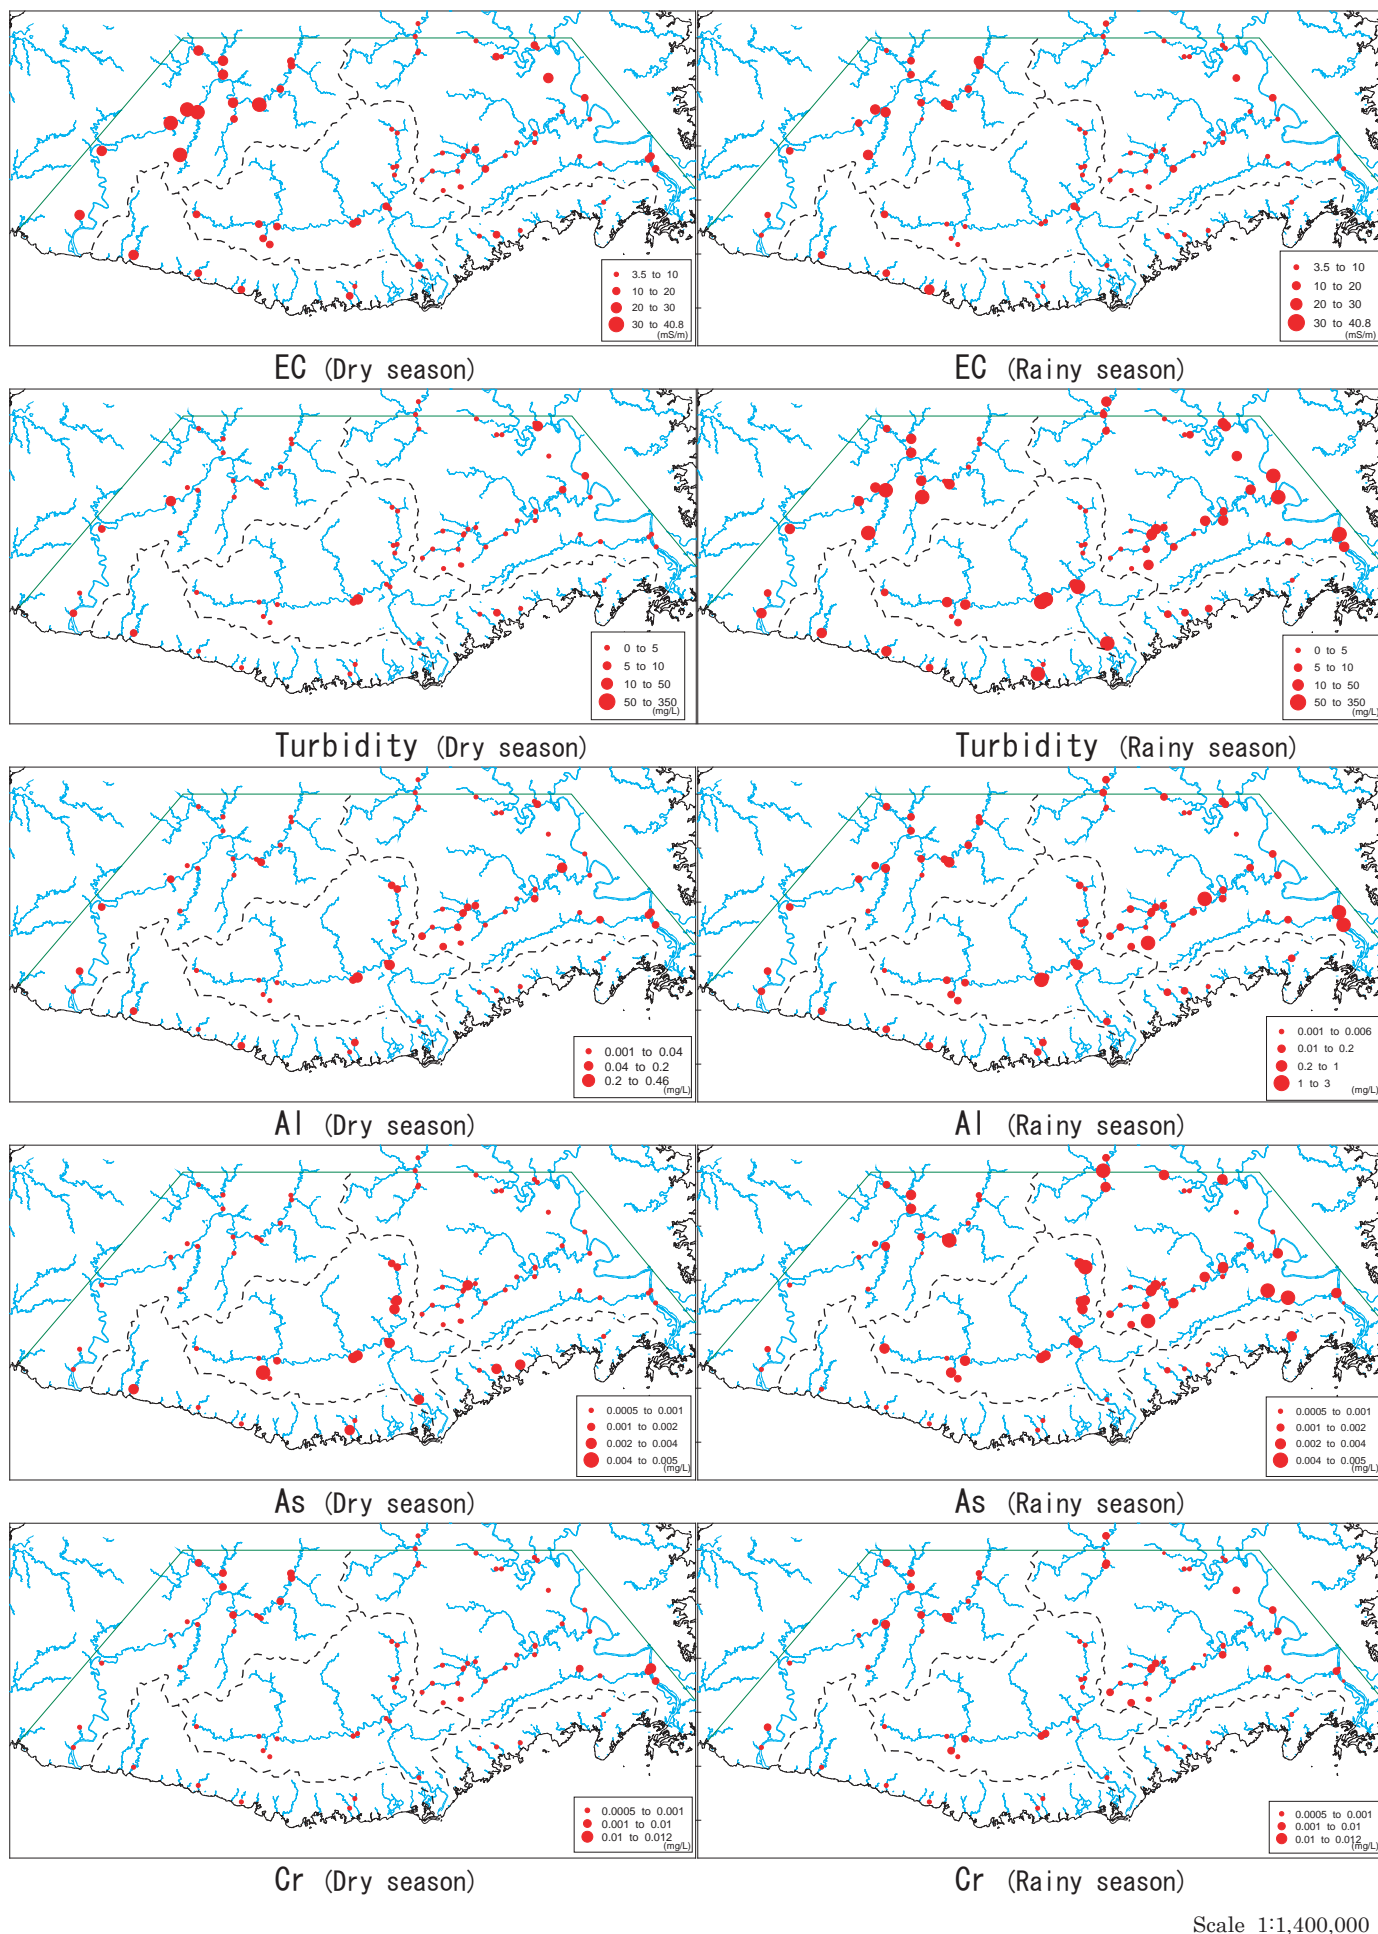 3.5 to 10
10 to 20
20 to 30
30 to 40.8
(mS/m)
3.5 to 10
10 to 20
20 to 30
30 to 40.8
(mS/m)
EC (Dry season)
EC (Rainy season)
0 to 5
5 to 10
10 to 50
50 to 350
(mg/L)
0 to 5
5 to 10
10 to 50
50 to 350
(mg/L)
Turbidity (Dry season)
Turbidity (Rainy season)
0.001 to 0.04
0.04 to 0.2
0.2 to 0.46
(mg/L)
0.001 to 0.006
0.01 to 0.2
0.2 to 1
1 to 3
(mg/L)
Al (Dry season)
Al (Rainy season)
0.0005 to 0.001
0.001 to 0.002
0.002 to 0.004
0.004 to 0.005
(mg/L)
0.0005 to 0.001
0.001 to 0.002
0.002 to 0.004
0.004 to 0.005
(mg/L)
As (Dry season)
As (Rainy season)
0.0005 to 0.001
0.001 to 0.01
0.01 to 0.012
(mg/L)
0.0005 to 0.001
0.001 to 0.01
0.01 to 0.012
(mg/L)
Cr (Dry season)
Cr (Rainy season)
Scale 1:1,400,000